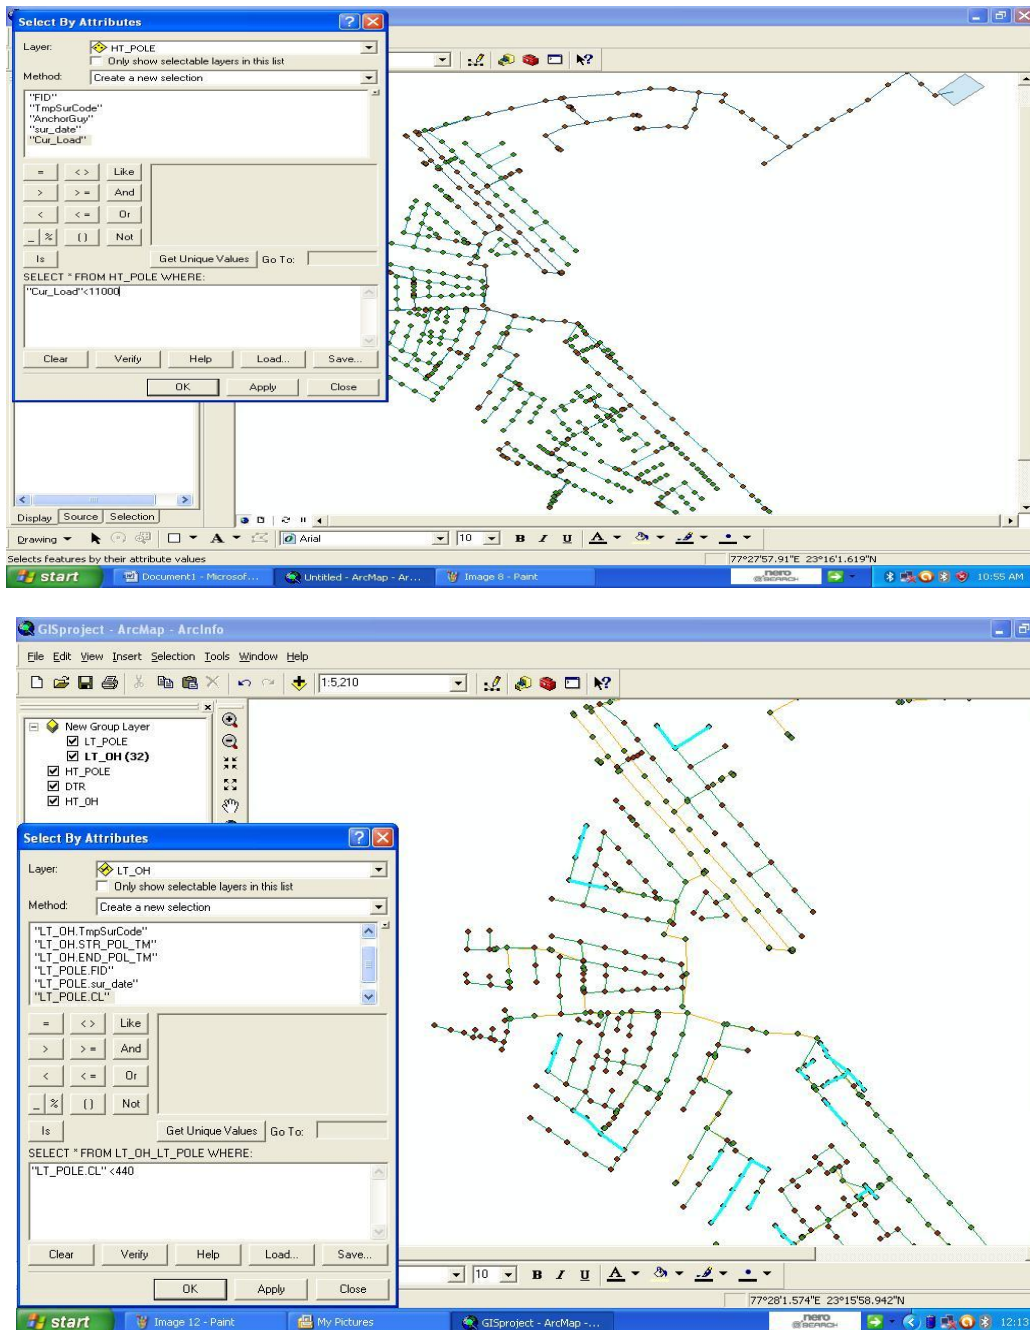 Select By Attributes
Layer: HT_POLE
Only show selectable layers in this list
Method: Create a new selection
"FID"
"TmpSurCode"
"AnchorGuy"
"sur_date"
"Cur_Load"
= < > Like
> > = And
< < = Or
_ % ( ) Not
Is Get Unique Values Go To:
SELECT * FROM HT_POLE WHERE:
"Cur_Load"<11000
Clear Verify Help Load... Save...
OK Apply Close
Display Source Selection
Drawing A Arial 10 B I U A
Selects features by their attribute values 77°27'57.91"E 23°16'1.619"N
start Document1 - Microsof... Untitled - ArcMap - Ar... Image 8 - Paint nero SEARCH 10:55 AM
GISproject - ArcMap - ArcInfo
File Edit View Insert Selection Tools Window Help
1:5,210
New Group Layer
LT_POLE
LT_OH (32)
HT_POLE
DTR
HT_OH
Select By Attributes
Layer: LT_OH
Only show selectable layers in this list
Method: Create a new selection
"LT_OH.TmpSurCode"
"LT_OH.STR_POL_TM"
"LT_OH.END_POL_TM"
"LT_POLE.FID"
"LT_POLE.sur_date"
"LT_POLE.CL"
= < > Like
> > = And
< < = Or
_ % ( ) Not
Is Get Unique Values Go To:
SELECT * FROM LT_OH_LT_POLE WHERE:
"LT_POLE.CL" <440
Clear Verify Help Load... Save...
OK Apply Close
10 B I U A
77°28'1.574"E 23°15'58.942"N
start Image 12 - Paint My Pictures GISproject - ArcMap -... nero SEARCH 12:13